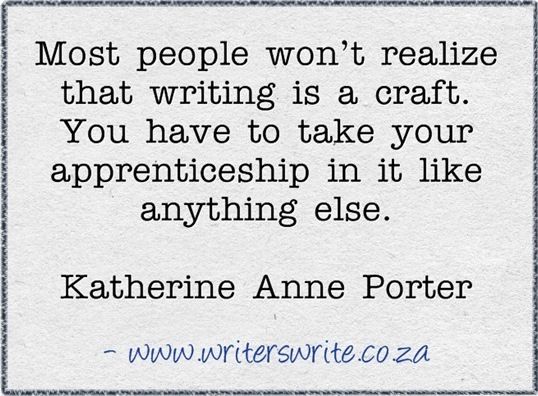 Most people won't realize
that writing is a craft.
You have to take your
apprenticeship in it like
anything else.
Katherine Anne Porter
- www.writerswrite.co.za